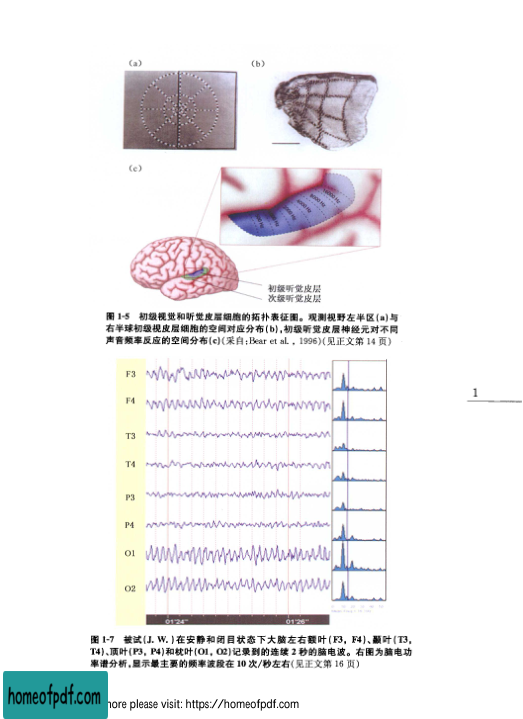 (a)
(b)
(c)
初级听觉皮层
次级听觉皮层
图 1-5 初级视觉和听觉皮层细胞的拓扑表征图。观测视野左半区(a)与
右半球初级视皮层细胞的空间对应分布(b),初级听觉皮层神经元对不同
声音频率反应的空间分布(c)(采自:Bear et al., 1996)(见正文第 14 页)
1
F3
F4
T3
T4
P3
P4
O1
O2
01'24"
01'26"
图 1-7 被试(J. W. )在安静和闭目状态下大脑左右额叶(F3, F4)、颞叶(T3,
T4)、顶叶(P3, P4)和枕叶(O1, O2)记录到的连续 2 秒的脑电波。右图为脑电功
率谱分析,显示最主要的频率波段在 10 次/秒左右(见正文第 16 页)
homeofpdf.com
more please visit: https://homeofpdf.com